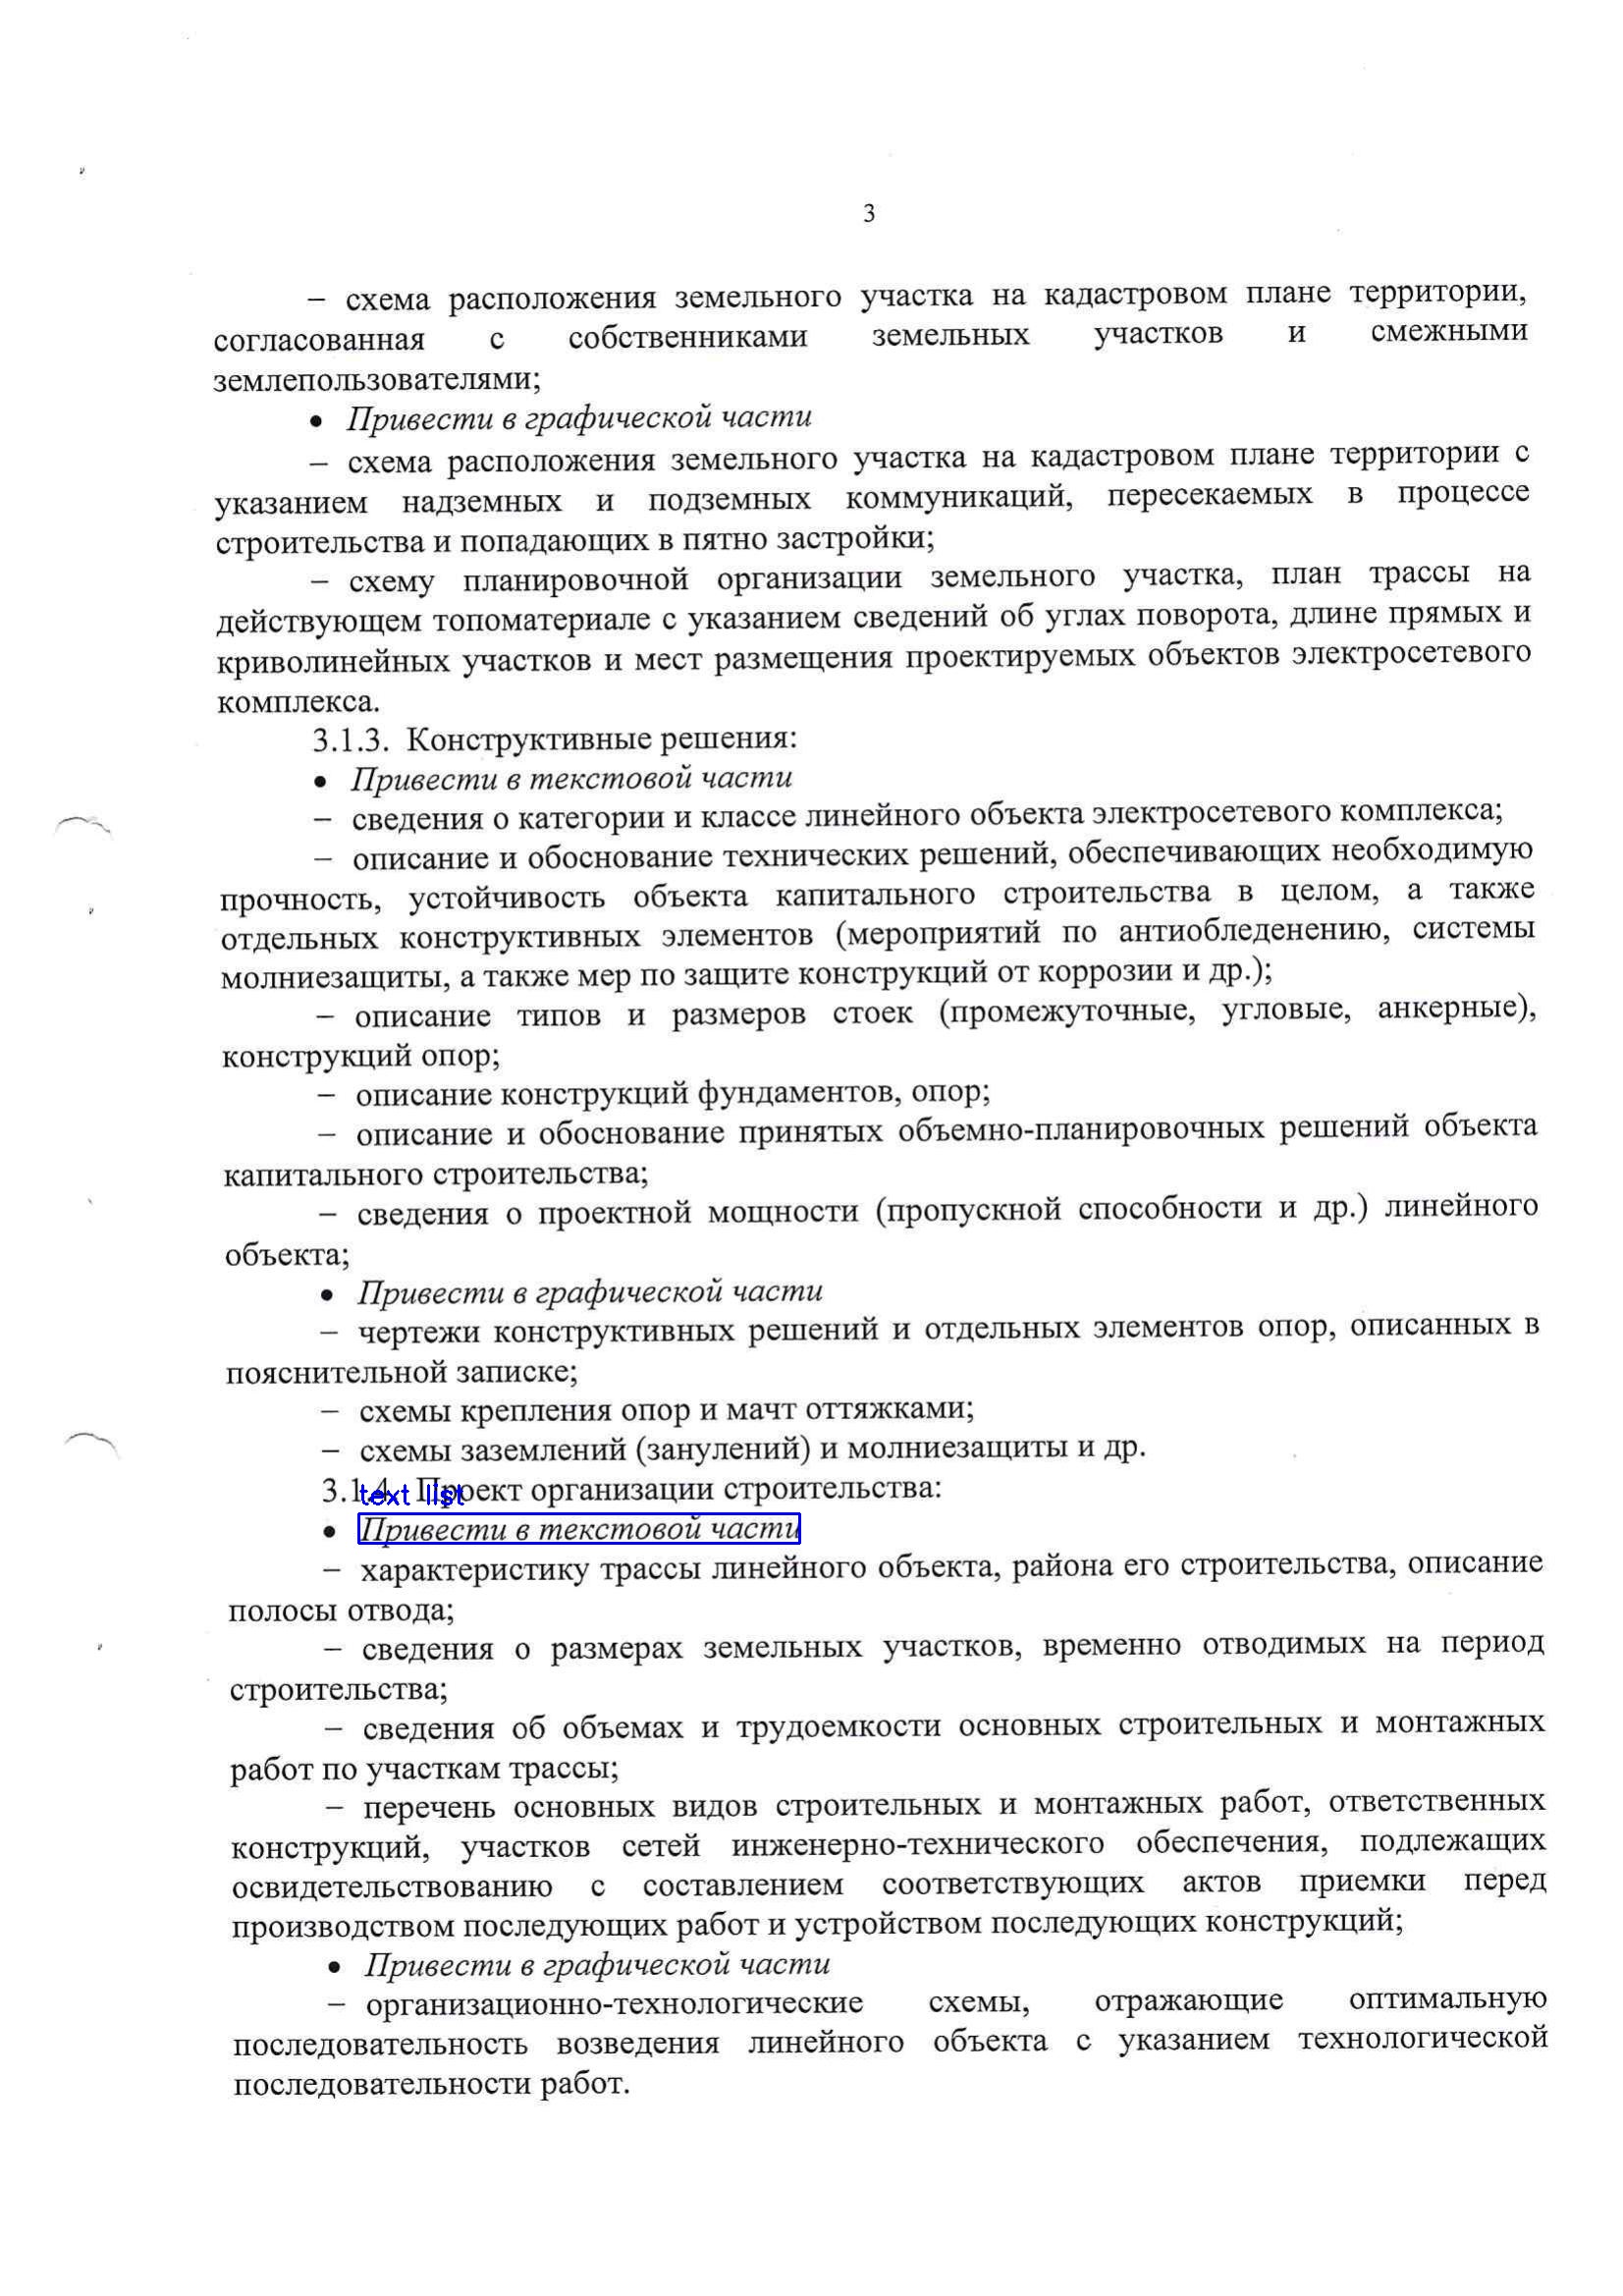 3
– схема расположения земельного участка на кадастровом плане территории,
согласованная с собственниками земельных участков и смежными
землепользователями;
• Привести в графической части
– схема расположения земельного участка на кадастровом плане территории с
указанием надземных и подземных коммуникаций, пересекаемых в процессе
строительства и попадающих в пятно застройки;
– схему планировочной организации земельного участка, план трассы на
действующем топоматериале с указанием сведений об углах поворота, длине прямых и
криволинейных участков и мест размещения проектируемых объектов электросетевого
комплекса.
3.1.3. Конструктивные решения:
• Привести в текстовой части
– сведения о категории и классе линейного объекта электросетевого комплекса;
– описание и обоснование технических решений, обеспечивающих необходимую
прочность, устойчивость объекта капитального строительства в целом, а также
отдельных конструктивных элементов (мероприятий по антиобледенению, системы
молниезащиты, а также мер по защите конструкций от коррозии и др.);
– описание типов и размеров стоек (промежуточные, угловые, анкерные),
конструкций опор;
– описание конструкций фундаментов, опор;
– описание и обоснование принятых объемно-планировочных решений объекта
капитального строительства;
– сведения о проектной мощности (пропускной способности и др.) линейного
объекта;
• Привести в графической части
– чертежи конструктивных решений и отдельных элементов опор, описанных в
пояснительной записке;
– схемы крепления опор и мачт оттяжками;
– схемы заземлений (занулений) и молниезащиты и др.
3.1.4. Проект организации строительства:
text list
• Привести в текстовой части
– характеристику трассы линейного объекта, района его строительства, описание
полосы отвода;
– сведения о размерах земельных участков, временно отводимых на период
строительства;
– сведения об объемах и трудоемкости основных строительных и монтажных
работ по участкам трассы;
– перечень основных видов строительных и монтажных работ, ответственных
конструкций, участков сетей инженерно-технического обеспечения, подлежащих
освидетельствованию с составлением соответствующих актов приемки перед
производством последующих работ и устройством последующих конструкций;
• Привести в графической части
– организационно-технологические схемы, отражающие оптимальную
последовательность возведения линейного объекта с указанием технологической
последовательности работ.